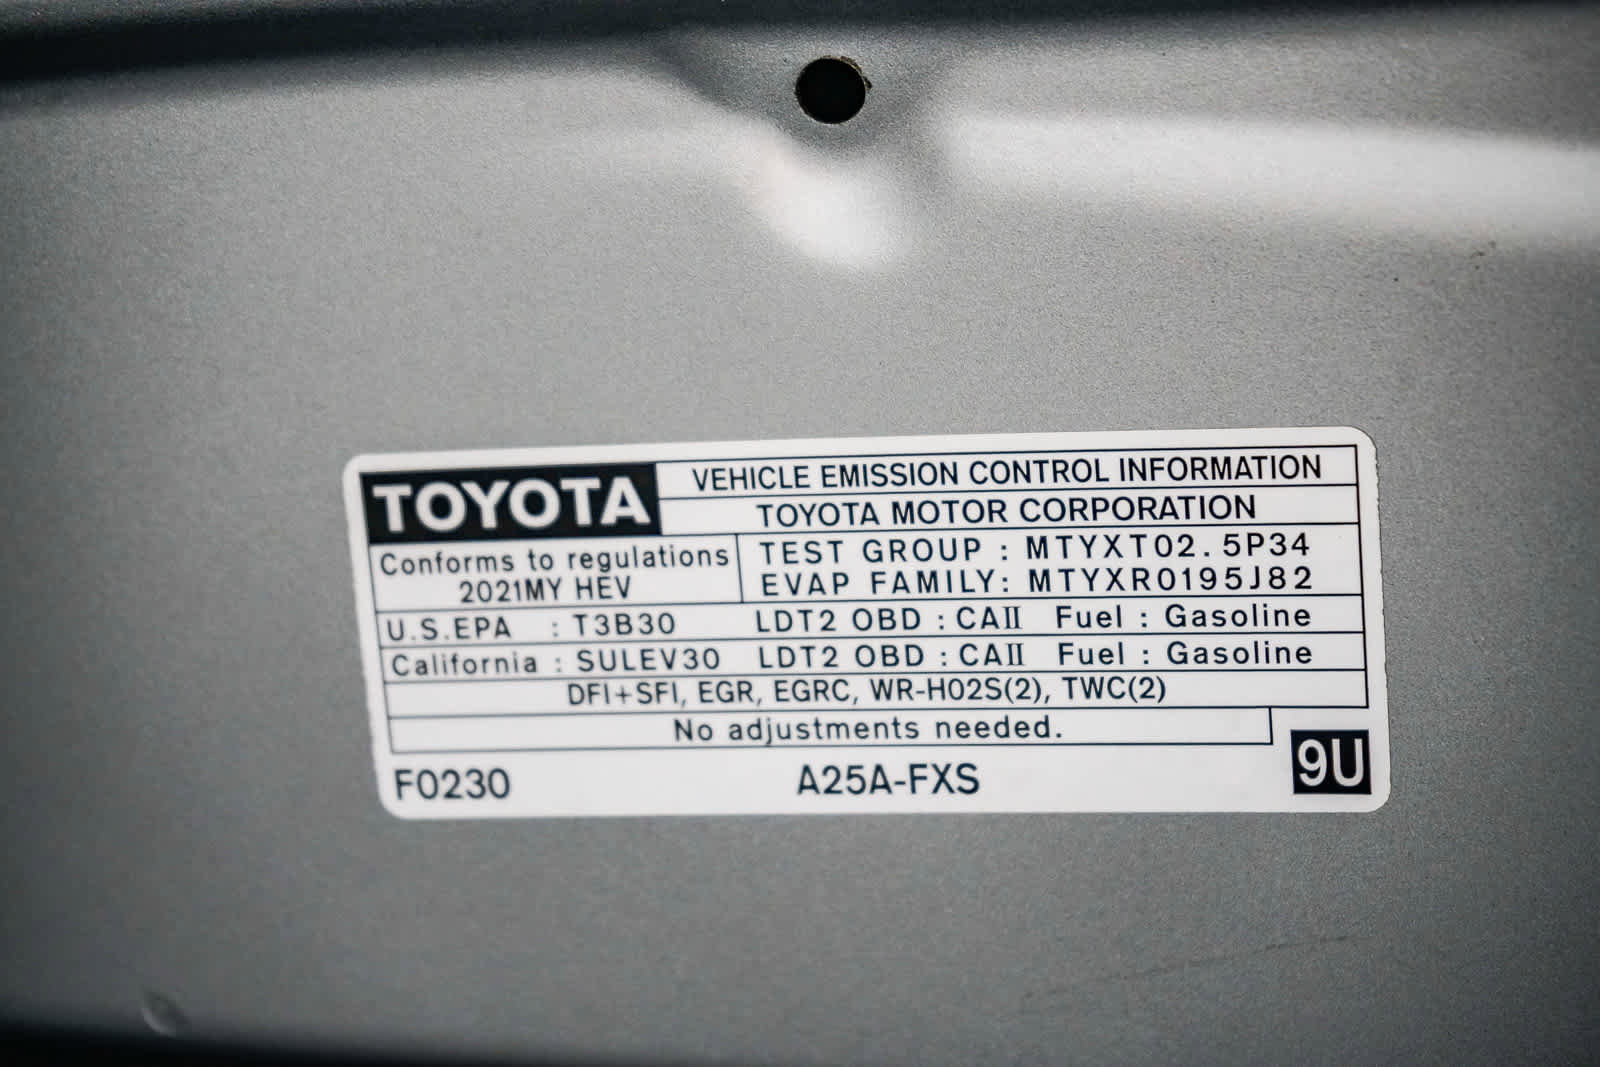 TOYOTA VEHICLE EMISSION CONTROL INFORMATION
TOYOTA MOTOR CORPORATION
Conforms to regulations
2021MY HEV
TEST GROUP : MTYXT02.5P34
EVAP FAMILY: MTYXR0195J82
U.S.EPA : T3B30 LDT2 OBD : CAII Fuel : Gasoline
California : SULEV30 LDT2 OBD : CAII Fuel : Gasoline
DFI+SFI, EGR, EGRC, WR-HO2S(2), TWC(2)
No adjustments needed.
F0230 A25A-FXS 9U